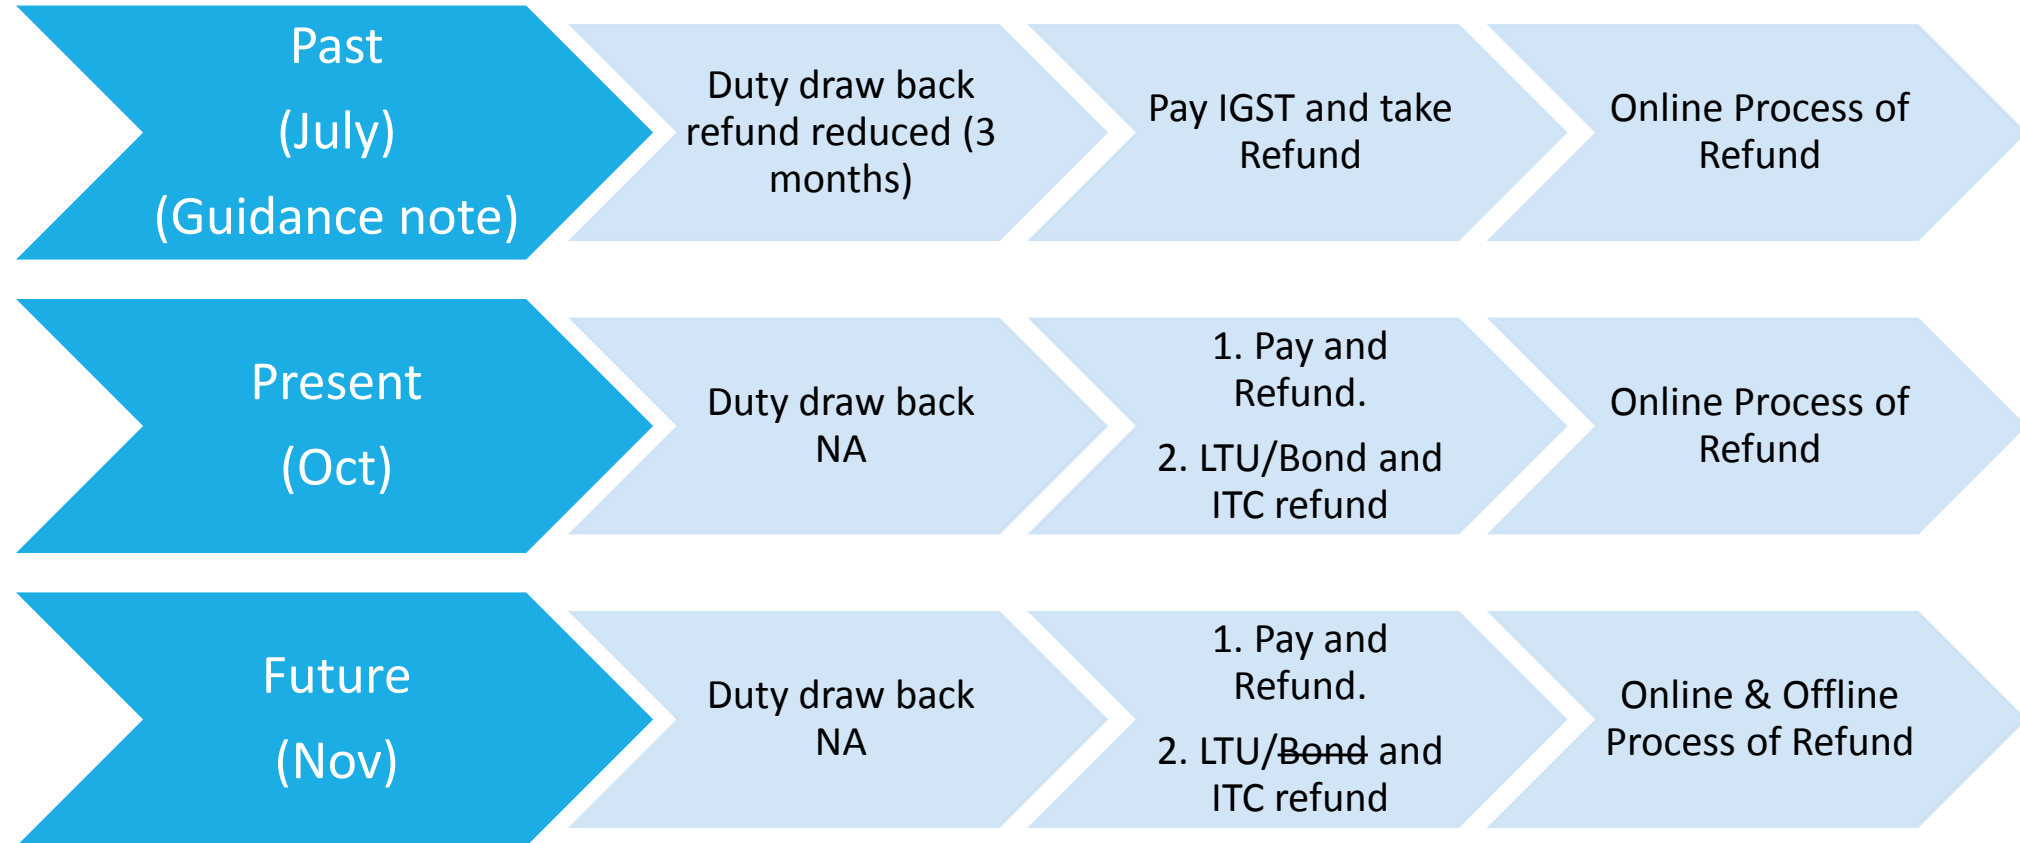 Past
(July)
(Guidance note)
Duty draw back
refund reduced (3
months)
Pay IGST and take
Refund
Online Process of
Refund
Present
(Oct)
Duty draw back
NA
1. Pay and
Refund.
2. LTU/Bond and
ITC refund
Online Process of
Refund
Future
(Nov)
Duty draw back
NA
1. Pay and
Refund.
2. LTU/Bond and
ITC refund
Online & Offline
Process of Refund